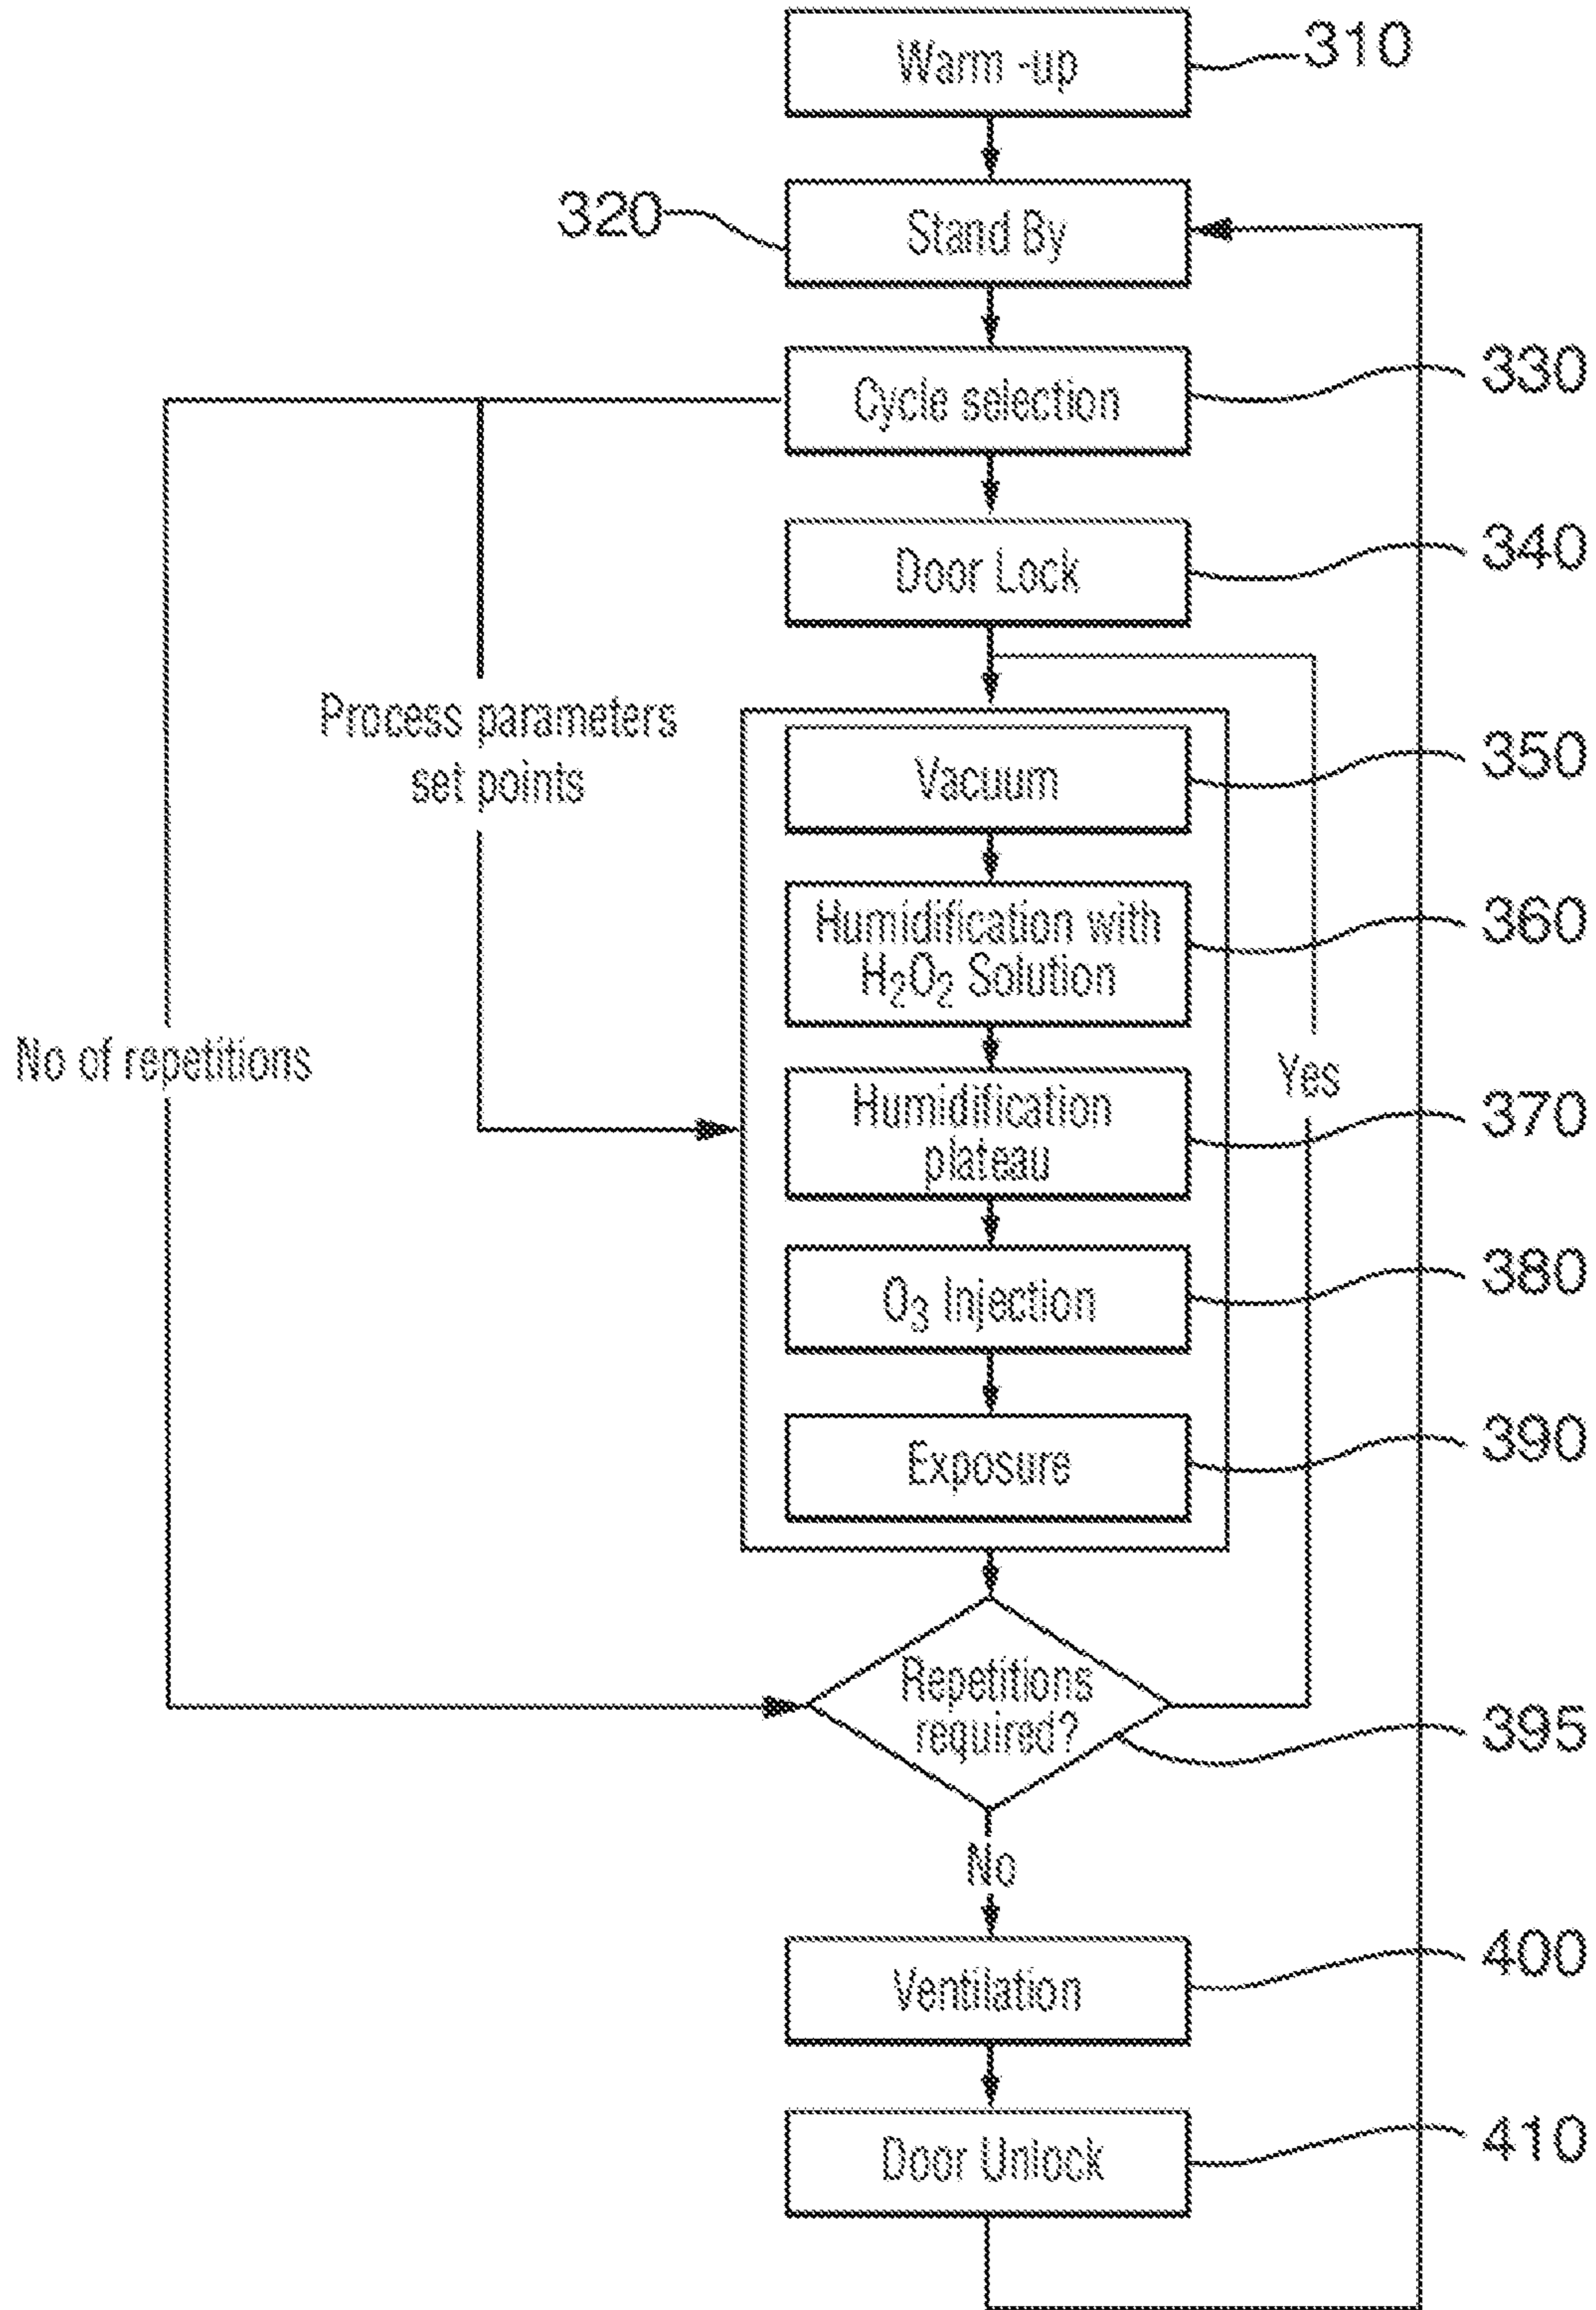 Warm -up
310
320
Stand By
Cycle selection
330
Door Lock
340
Process parameters
set points
Vacuum
350
Humidification with
H₂O₂ Solution
360
No of repetitions
Yes
Humidification
plateau
370
O₃ Injection
380
Exposure
390
Repetitions
required?
395
No
Ventilation
400
Door Unlock
410